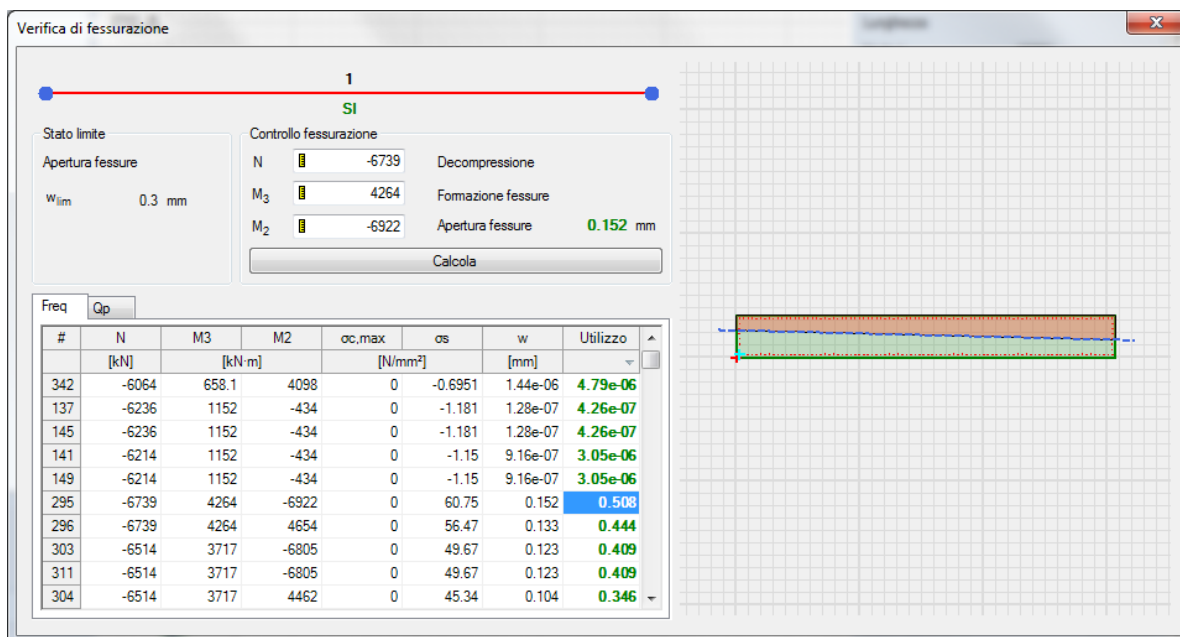 Verifica di fessurazione
1
SI
Stato limite
Apertura fessure
wlim 0.3 mm
Controllo fessurazione
N -6739 Decompressione
M3 4264 Formazione fessure
M2 -6922 Apertura fessure 0.152 mm
Calcola
Freq Qp
# N M3 M2 σc,max σs w Utilizzo
[kN] [kN·m] [N/mm²] [mm]
342 -6064 658.1 4098 0 -0.6951 1.44e-06 4.79e-06
137 -6236 1152 -434 0 -1.181 1.28e-07 4.26e-07
145 -6236 1152 -434 0 -1.181 1.28e-07 4.26e-07
141 -6214 1152 -434 0 -1.15 9.16e-07 3.05e-06
149 -6214 1152 -434 0 -1.15 9.16e-07 3.05e-06
295 -6739 4264 -6922 0 60.75 0.152 0.508
296 -6739 4264 4654 0 56.47 0.133 0.444
303 -6514 3717 -6805 0 49.67 0.123 0.409
311 -6514 3717 -6805 0 49.67 0.123 0.409
304 -6514 3717 4462 0 45.34 0.104 0.346